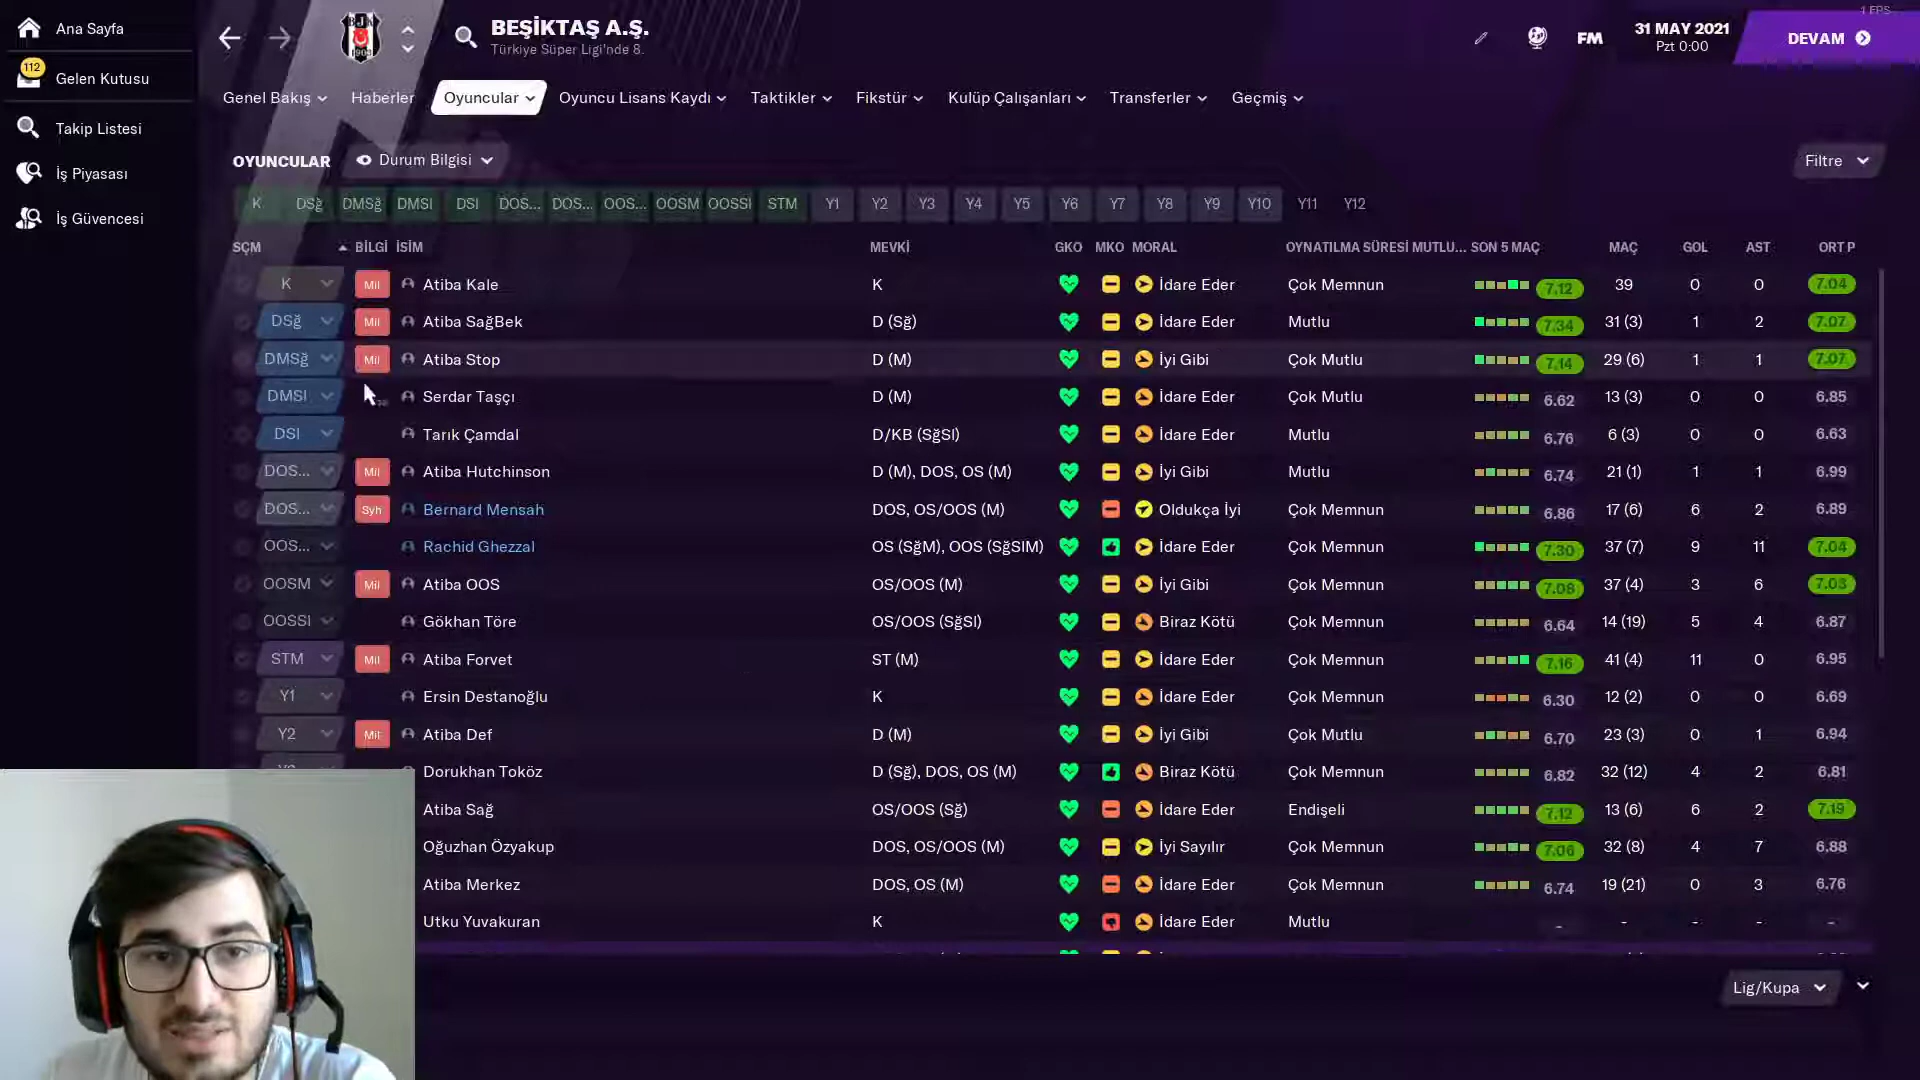 1 FPS
Ana Sayfa
112
Gelen Kutusu
Takip Listesi
İş Piyasası
İş Güvencesi
BJK
BEŞİKTAŞ A.Ş.
Türkiye Süper Ligi'nde 8.
FM
31 MAY 2021
Pzt 0:00
DEVAM
Genel Bakış Haberler Oyuncular Oyuncu Lisans Kaydı Taktikler Fikstür Kulüp Çalışanları Transferler Geçmiş
OYUNCULAR Durum Bilgisi Filtre
K DSğ DMSğ DMSI DSI DOS... DOS... OOS... OOSM OOSSI STM Y1 Y2 Y3 Y4 Y5 Y6 Y7 Y8 Y9 Y10 Y11 Y12
SÇM BİLGİ İSİM MEVKİ GKO MKO MORAL OYNATILMA SÜRESİ MUTLU... SON 5 MAÇ MAÇ GOL AST ORT P
K Mil Atiba Kale K İdare Eder Çok Memnun 7.12 39 0 0 7.04
DSğ Mil Atiba SağBek D (Sğ) İdare Eder Mutlu 7.34 31 (3) 1 2 7.07
DMSğ Mil Atiba Stop D (M) İyi Gibi Çok Mutlu 7.14 29 (6) 1 1 7.07
DMSI Serdar Taşçı D (M) İdare Eder Çok Mutlu 6.62 13 (3) 0 0 6.85
DSI Tarık Çamdal D/KB (SğSl) İdare Eder Mutlu 6.76 6 (3) 0 0 6.63
DOS... Mil Atiba Hutchinson D (M), DOS, OS (M) İyi Gibi Mutlu 6.74 21 (1) 1 1 6.99
DOS... Syh Bernard Mensah DOS, OS/OOS (M) Oldukça İyi Çok Memnun 6.86 17 (6) 6 2 6.89
OOS... Rachid Ghezzal OS (SğM), OOS (SğSlM) İdare Eder Çok Memnun 7.30 37 (7) 9 11 7.04
OOSM Mil Atiba OOS OS/OOS (M) İyi Gibi Çok Memnun 7.08 37 (4) 3 6 7.03
OOSSI Gökhan Töre OS/OOS (SğSl) Biraz Kötü Çok Memnun 6.64 14 (19) 5 4 6.87
STM Mil Atiba Forvet ST (M) İdare Eder Çok Memnun 7.16 41 (4) 11 0 6.95
Y1 Ersin Destanoğlu K İdare Eder Çok Memnun 6.30 12 (2) 0 0 6.69
Y2 Mil Atiba Def D (M) İyi Gibi Çok Mutlu 6.70 23 (3) 0 1 6.94
Dorukhan Toköz D (Sğ), DOS, OS (M) Biraz Kötü Çok Memnun 6.82 32 (12) 4 2 6.81
Atiba Sağ OS/OOS (Sğ) İdare Eder Endişeli 7.12 13 (6) 6 2 7.19
Oğuzhan Özyakup DOS, OS/OOS (M) İyi Sayılır Çok Memnun 7.06 32 (8) 4 7 6.88
Atiba Merkez DOS, OS (M) İdare Eder Çok Memnun 6.74 19 (21) 0 3 6.76
Utku Yuvakuran K İdare Eder Mutlu - - - - -
Lig/Kupa